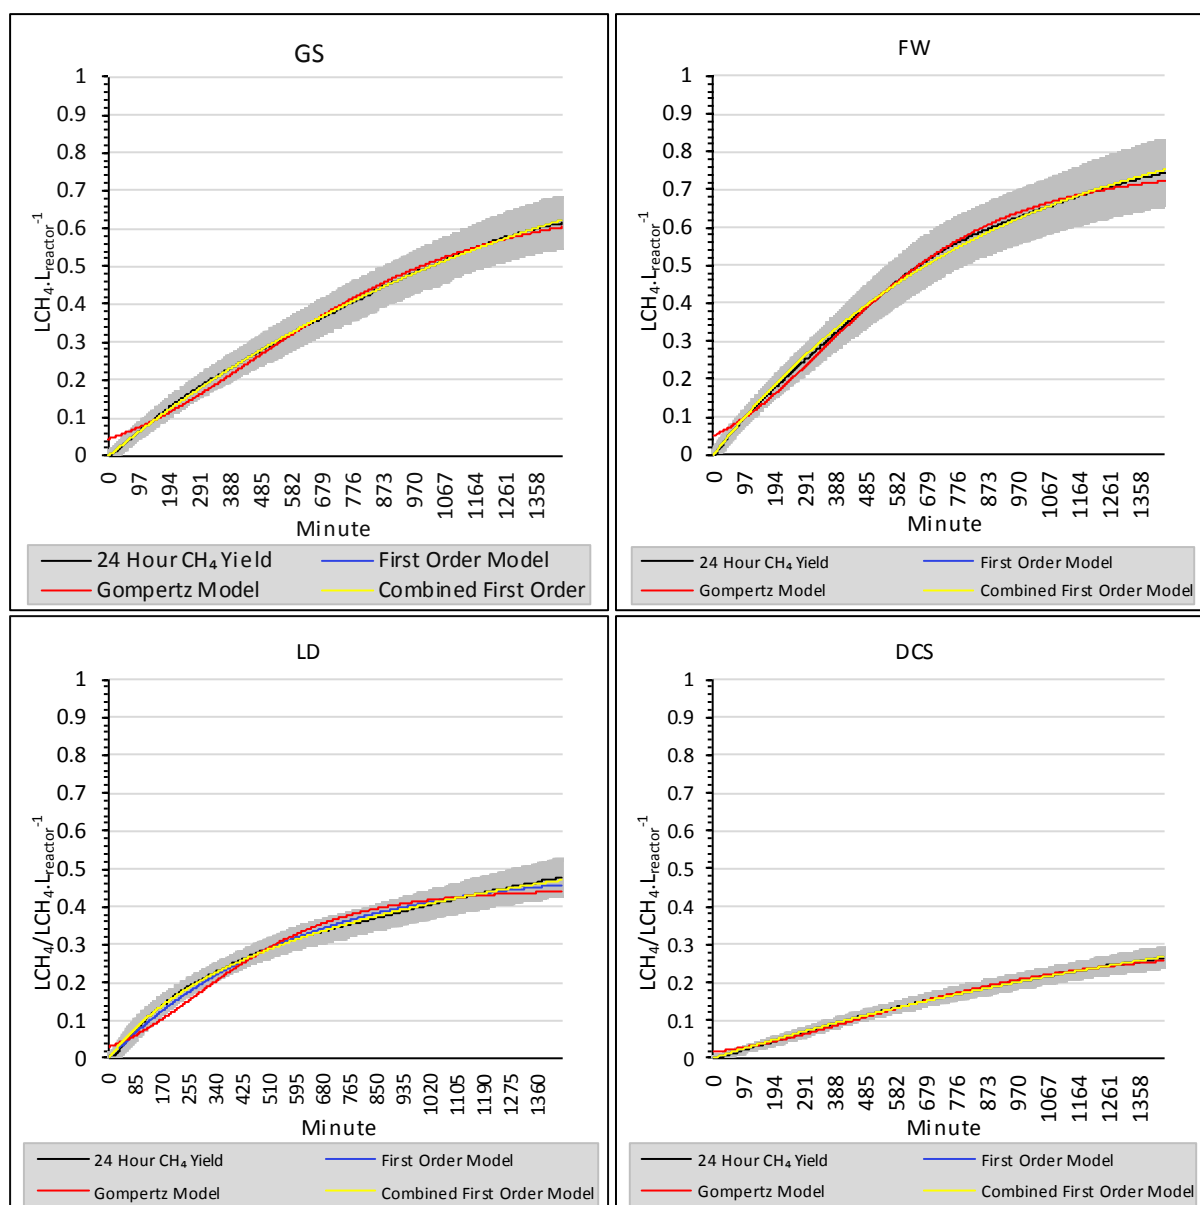 GS
1
0.9
0.8
0.7
0.6
0.5
0.4
0.3
0.2
0.1
0
LCH₄.L_reactor⁻¹
0 97 194 291 388 485 582 679 776 873 970 1067 1164 1261 1358
Minute
24 Hour CH₄ Yield First Order Model
Gompertz Model Combined First Order
FW
1
0.9
0.8
0.7
0.6
0.5
0.4
0.3
0.2
0.1
0
LCH₄.L_reactor⁻¹
0 97 194 291 388 485 582 679 776 873 970 1067 1164 1261 1358
Minute
24 Hour CH₄ Yield First Order Model
Gompertz Model Combined First Order Model
LD
1
0.9
0.8
0.7
0.6
0.5
0.4
0.3
0.2
0.1
0
LCH₄/LCH₄.L_reactor⁻¹
0 85 170 255 340 425 510 595 680 765 850 935 1020 1105 1190 1275 1360
Minute
24 Hour CH₄ Yield First Order Model
Gompertz Model Combined First Order Model
DCS
1
0.9
0.8
0.7
0.6
0.5
0.4
0.3
0.2
0.1
0
LCH₄/LCH₄.L_reactor⁻¹
0 97 194 291 388 485 582 679 776 873 970 1067 1164 1261 1358
Minute
24 Hour CH₄ Yield First Order Model
Gompertz Model Combined First Order Model